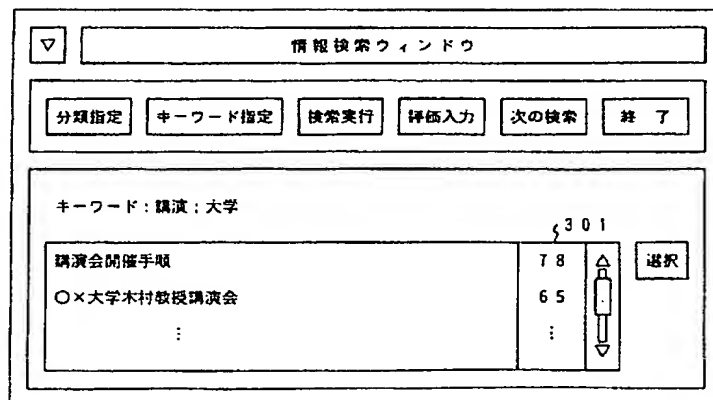 ▽ 情報検索ウィンドウ
分類指定 キーワード指定 検索実行 評価入力 次の検索 終了
キーワード：講演；大学
301
講演会開催手順 78 選択
○×大学木村教授講演会 65
⋮ ⋮